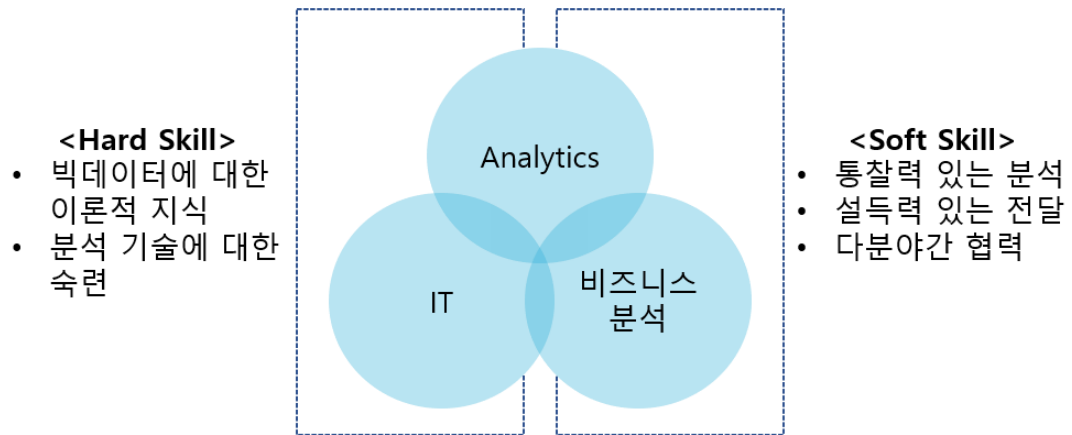 <Hard Skill>
• 빅데이터에 대한
이론적 지식
• 분석 기술에 대한
숙련
Analytics
IT
비즈니스
분석
<Soft Skill>
• 통찰력 있는 분석
• 설득력 있는 전달
• 다분야간 협력